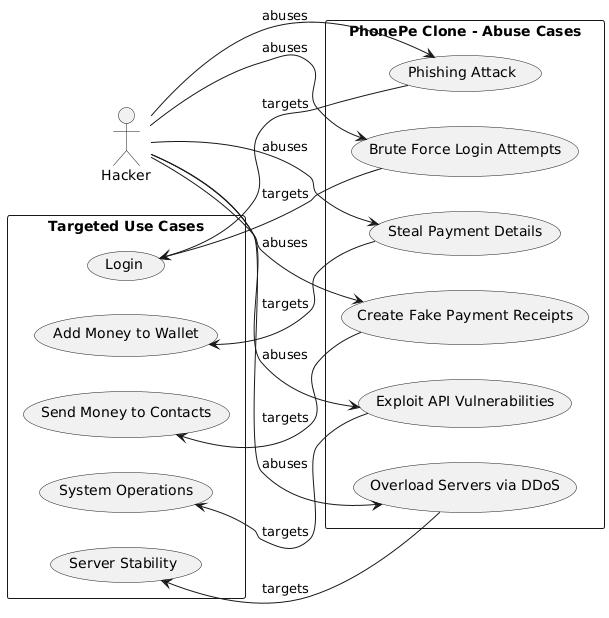 abuses
PhonePe Clone - Abuse Cases
abuses
Phishing Attack
targets
abuses
Brute Force Login Attempts
Hacker
targets
Targeted Use Cases
Steal Payment Details
abuses
Login
targets
Create Fake Payment Receipts
Add Money to Wallet
abuses
Exploit API Vulnerabilities
Send Money to Contacts
targets
abuses
Overload Servers via DDoS
System Operations
targets
Server Stability
targets